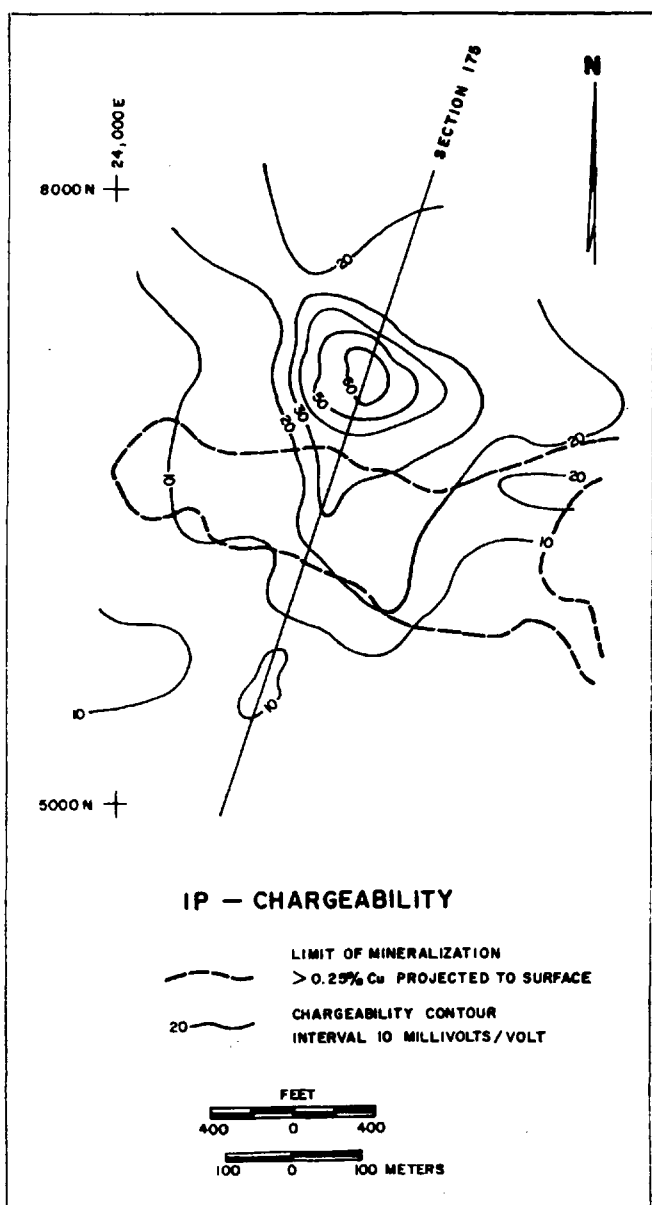 N
SECTION 175
24,000E
8000 N
20
50
60
30
20
20
20
10
10
10
10
5000 N
IP – CHARGEABILITY
LIMIT OF MINERALIZATION
> 0.25% Cu PROJECTED TO SURFACE
20
CHARGEABILITY CONTOUR
INTERVAL 10 MILLIVOLTS/VOLT
FEET
400 0 400
100 0 100 METERS